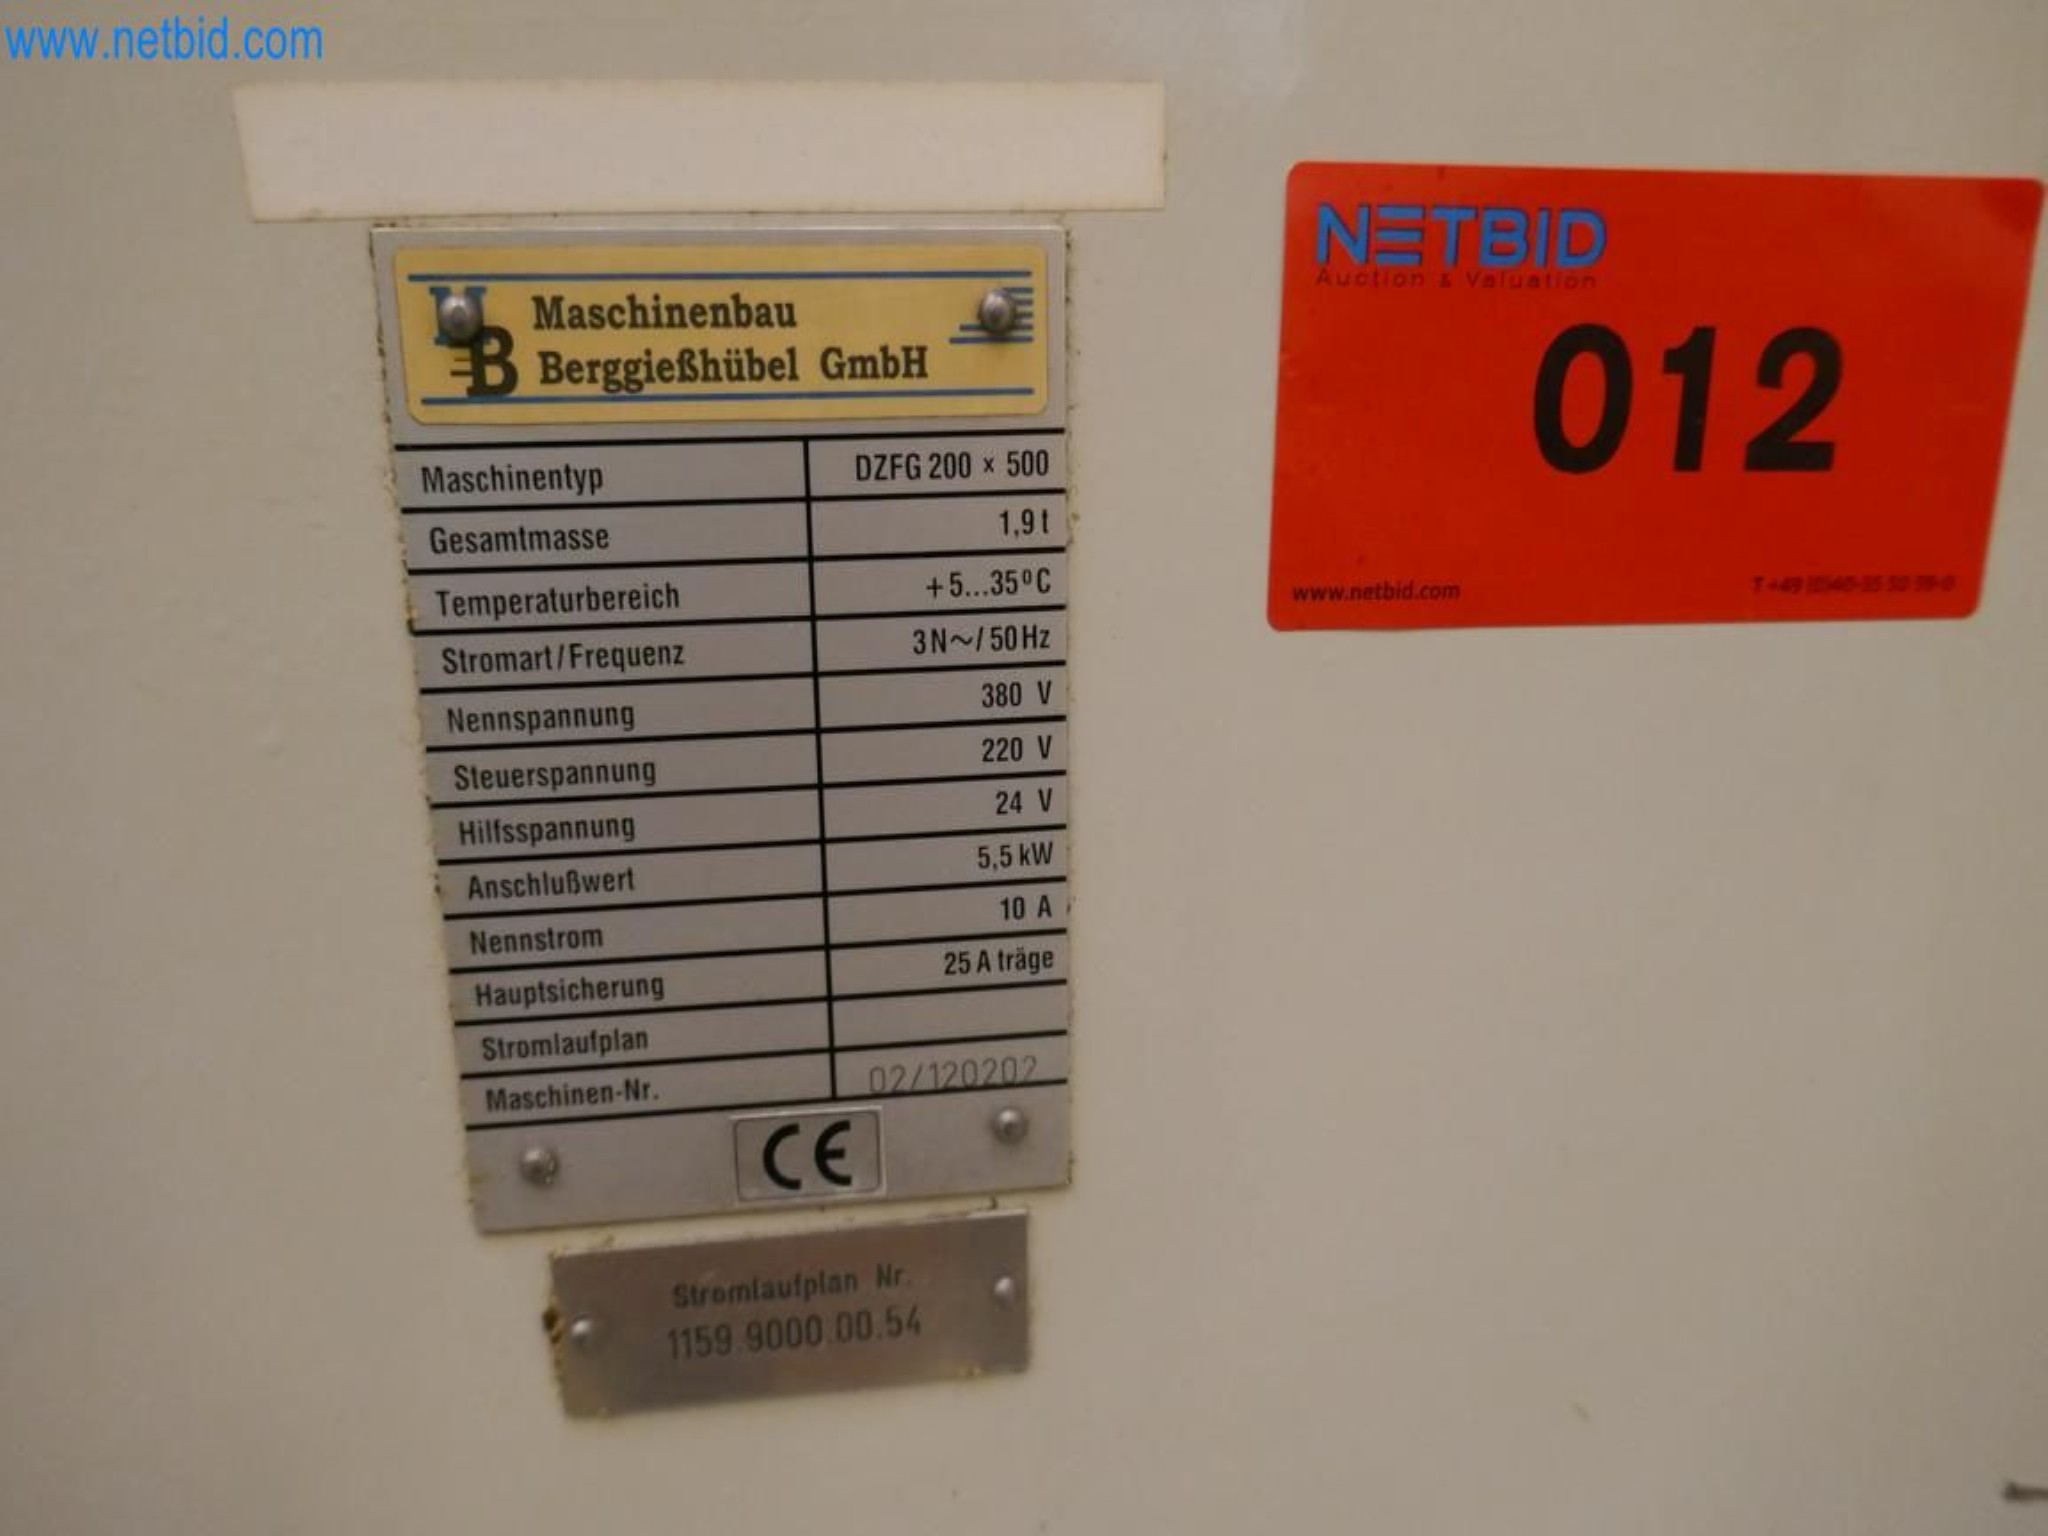 www.netbid.com
MB Maschinenbau
Berggießhübel GmbH
Maschinentyp DZFG 200 × 500
Gesamtmasse 1,9 t
Temperaturbereich +5...35°C
Stromart/Frequenz 3N~/50Hz
Nennspannung 380 V
Steuerspannung 220 V
Hilfsspannung 24 V
Anschlußwert 5,5 kW
Nennstrom 10 A
Hauptsicherung 25 A träge
Stromlaufplan
Maschinen-Nr. 02/120202
CE
Stromlaufplan Nr.
1159.9000.00.54
NETBID
Auction & Valuation
012
www.netbid.com